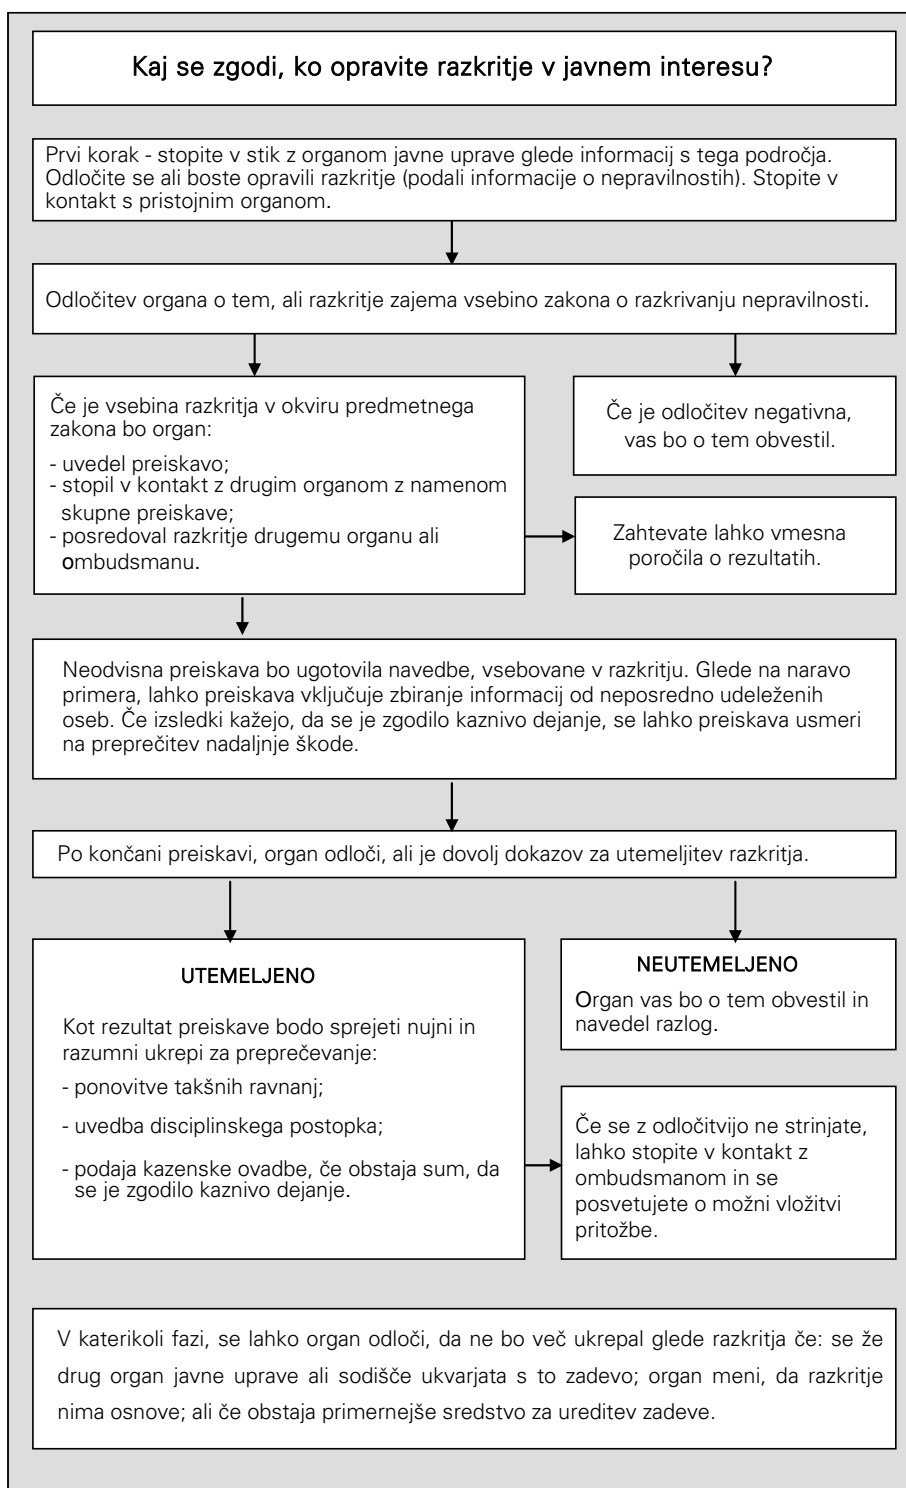 Kaj se zgodi, ko opravite razkritje v javnem interesu?
Prvi korak - stopite v stik z organom javne uprave glede informacij s tega področja.
Odločite se ali boste opravili razkritje (podali informacije o nepravilnostih). Stopite v
kontakt s pristojnim organom.
Odločitev organa o tem, ali razkritje zajema vsebino zakona o razkrivanju nepravilnosti.
Če je vsebina razkritja v okviru predmetnega
zakona bo organ:
- uvedel preiskavo;
- stopil v kontakt z drugim organom z namenom
skupne preiskave;
- posredoval razkritje drugemu organu ali
ombudsmanu.
Če je odločitev negativna,
vas bo o tem obvestil.
Zahtevate lahko vmesna
poročila o rezultatih.
Neodvisna preiskava bo ugotovila navedbe, vsebovane v razkritju. Glede na naravo
primera, lahko preiskava vključuje zbiranje informacij od neposredno udeleženih
oseb. Če izsledki kažejo, da se je zgodilo kaznivo dejanje, se lahko preiskava usmeri
na preprečitev nadaljnje škode.
Po končani preiskavi, organ odloči, ali je dovolj dokazov za utemeljitev razkritja.
UTEMELJENO
Kot rezultat preiskave bodo sprejeti nujni in
razumni ukrepi za preprečevanje:
- ponovitve takšnih ravnanj;
- uvedba disciplinskega postopka;
- podaja kazenske ovadbe, če obstaja sum, da
se je zgodilo kaznivo dejanje.
NEUTEMELJENO
Organ vas bo o tem obvestil in
navedel razlog.
Če se z odločitvijo ne strinjate,
lahko stopite v kontakt z
ombudsmanom in se
posvetujete o možni vložitvi
pritožbe.
V katerikoli fazi, se lahko organ odloči, da ne bo več ukrepal glede razkritja če: se že
drug organ javne uprave ali sodišče ukvarjata s to zadevo; organ meni, da razkritje
nima osnove; ali če obstaja primernejše sredstvo za ureditev zadeve.